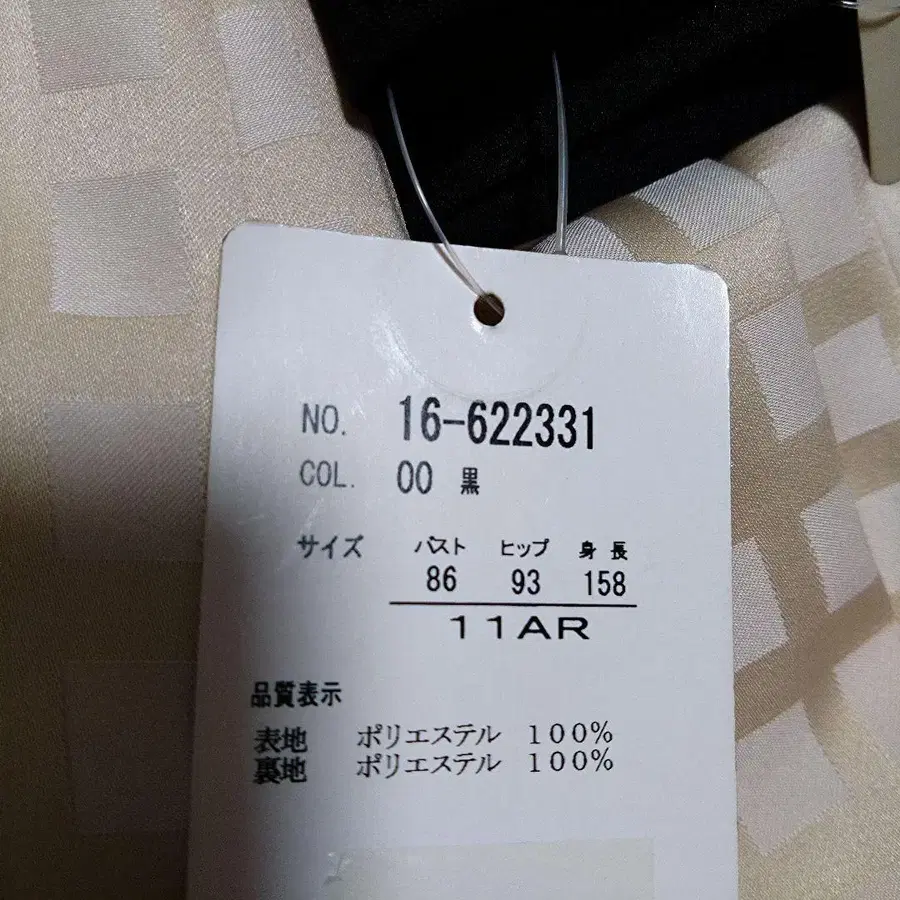 NO. 16-622331
COL. 00 黒
サイズ バスト ヒップ 身長
86 93 158
11AR
品質表示
表地 ポリエステル 100%
裏地 ポリエステル 100%